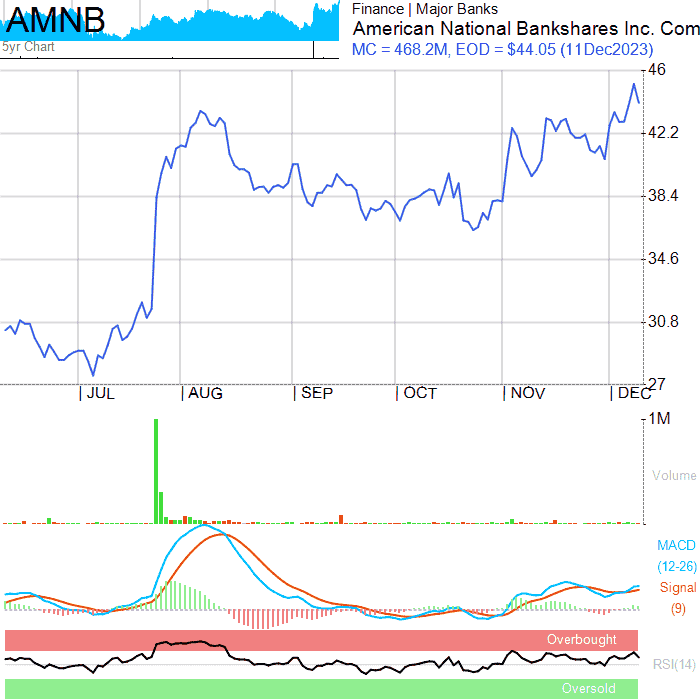 AMNB
5yr Chart
Finance | Major Banks
American National Bankshares Inc. Com
MC = 468.2M, EOD = $44.05 (11Dec2023)
46
42.2
38.4
34.6
30.8
27
JUL
AUG
SEP
OCT
NOV
DEC
1M
Volume
MACD
(12-26)
Signal
(9)
Overbought
RSI(14)
Oversold